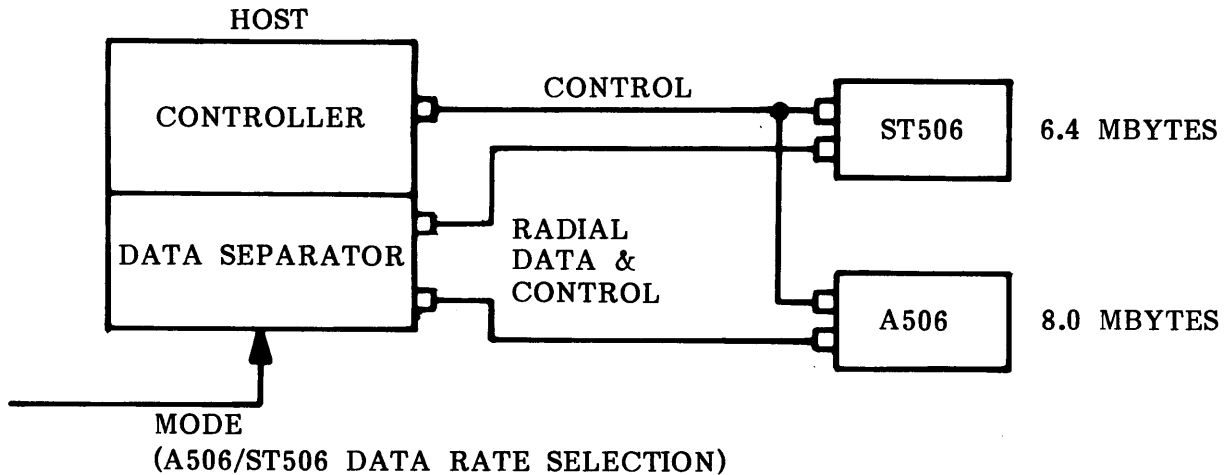 HOST
CONTROLLER
CONTROL
ST506
6.4 MBYTES
DATA SEPARATOR
RADIAL
DATA &
CONTROL
A506
8.0 MBYTES
MODE
(A506/ST506 DATA RATE SELECTION)